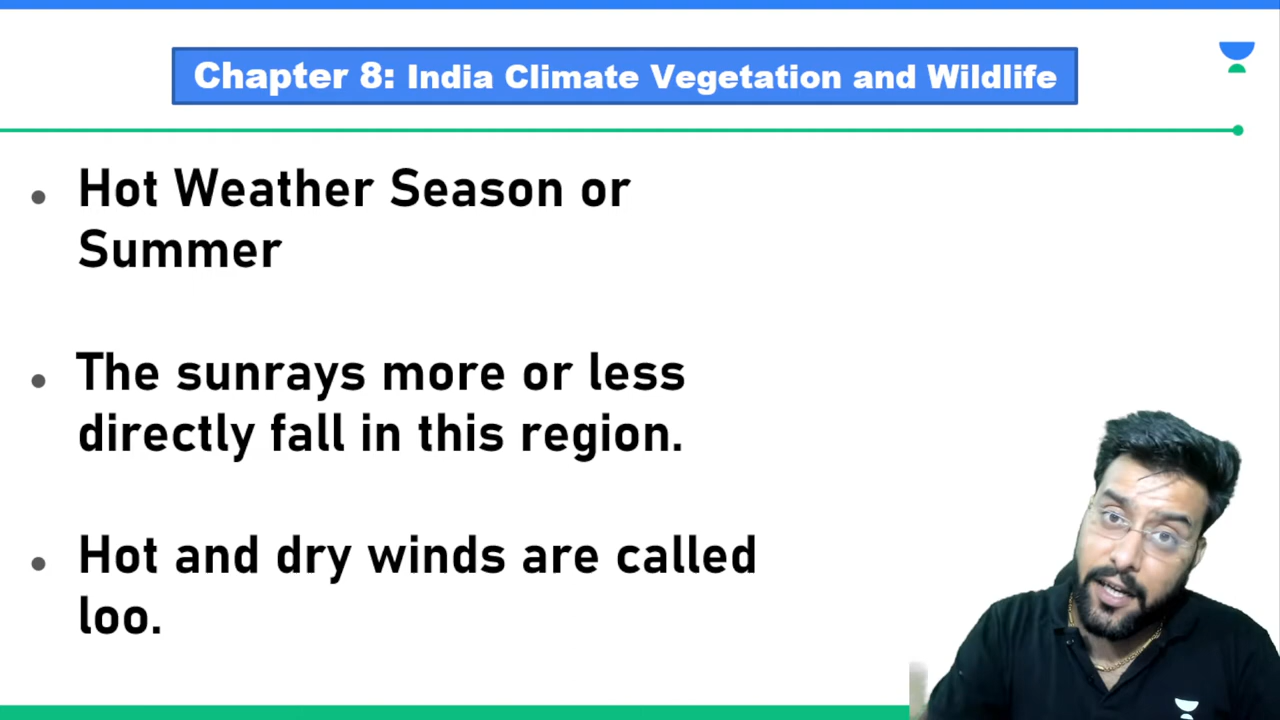 Chapter 8: India Climate Vegetation and Wildlife
Hot Weather Season or
Summer
The sunrays more or less
directly fall in this region.
Hot and dry winds are called
loo.